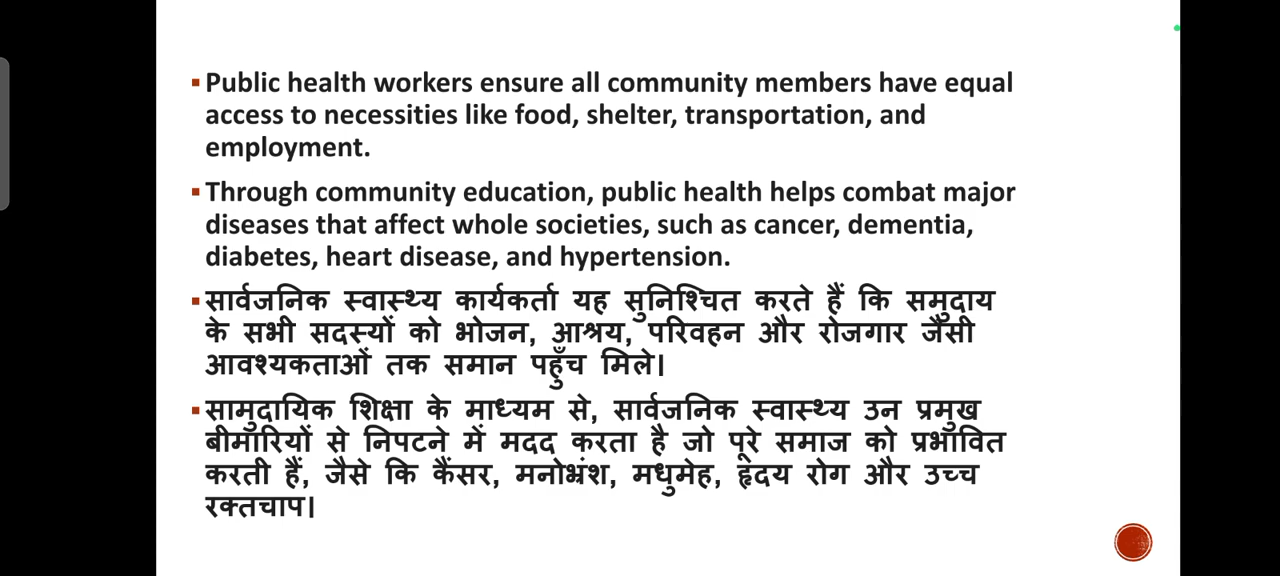 Public health workers ensure all community members have equal
access to necessities like food, shelter, transportation, and
employment.
Through community education, public health helps combat major
diseases that affect whole societies, such as cancer, dementia,
diabetes, heart disease, and hypertension.
सार्वजनिक स्वास्थ्य कार्यकर्ता यह सुनिश्चित करते हैं कि समुदाय
के सभी सदस्यों को भोजन, आश्रय, परिवहन और रोजगार जैसी
आवश्यकताओं तक समान पहुँच मिले।
सामुदायिक शिक्षा के माध्यम से, सार्वजनिक स्वास्थ्य उन प्रमुख
बीमारियों से निपटने में मदद करता है जो पूरे समाज को प्रभावित
करती हैं, जैसे कि कैंसर, मनोभ्रंश, मधुमेह, हृदय रोग और उच्च
रक्तचाप।